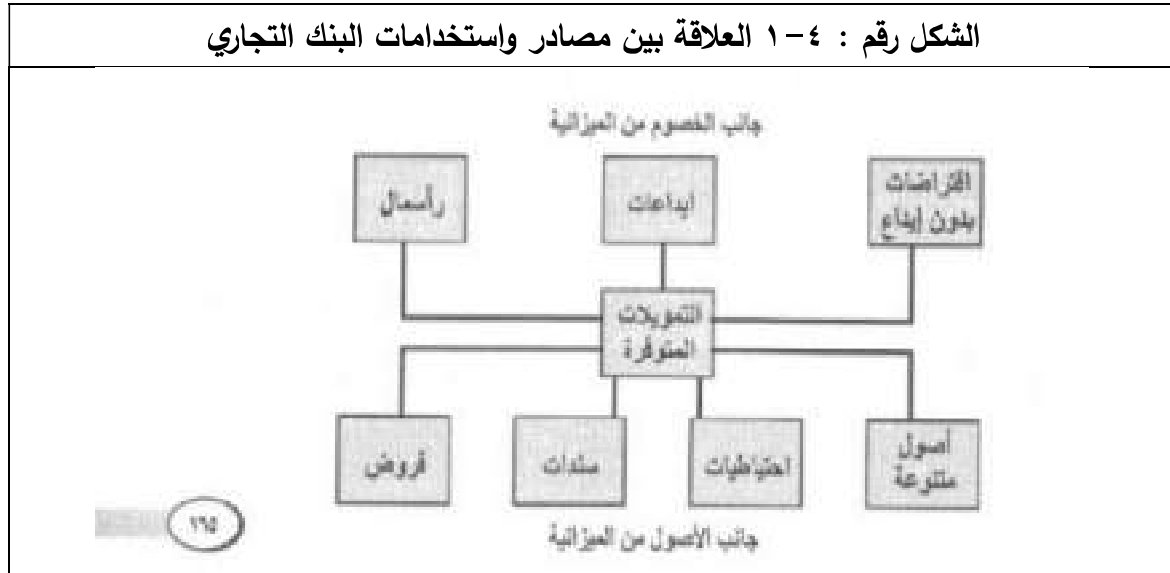 الشكل رقم : ٤-١ العلاقة بين مصادر واستخدامات البنك التجاري
جانب الخصوم من الميزانية
اقتراضات
بدون إيداع
ايداعات
رأسمال
التمويلات
المتوفرة
أصول
متنوعة
احتياطيات
سندات
قروض
جانب الأصول من الميزانية
١٦٥